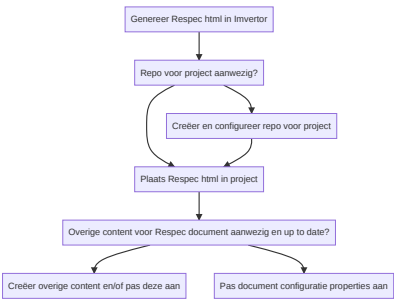 Genereer Respec html in Imvertor
Repo voor project aanwezig?
Creëer en configureer repo voor project
Plaats Respec html in project
Overige content voor Respec document aanwezig en up to date?
Creëer overige content en/of pas deze aan
Pas document configuratie properties aan